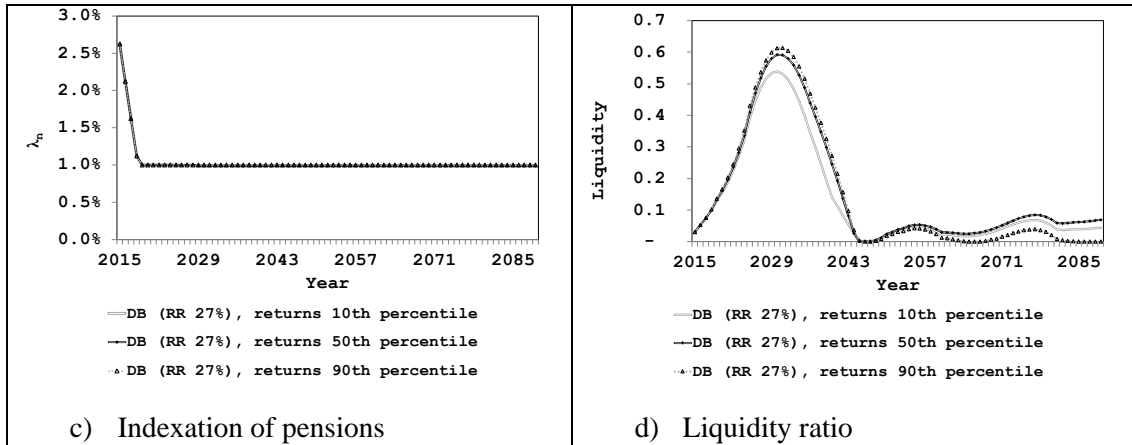 3.0%
2.5%
2.0%
1.5%
1.0%
0.5%
0.0%
λn
2015 2029 2043 2057 2071 2085
Year
DB (RR 27%), returns 10th percentile
DB (RR 27%), returns 50th percentile
DB (RR 27%), returns 90th percentile
c) Indexation of pensions
0.7
0.6
0.5
0.4
0.3
0.2
0.1
–
Liquidity
2015 2029 2043 2057 2071 2085
Year
DB (RR 27%), returns 10th percentile
DB (RR 27%), returns 50th percentile
DB (RR 27%), returns 90th percentile
d) Liquidity ratio